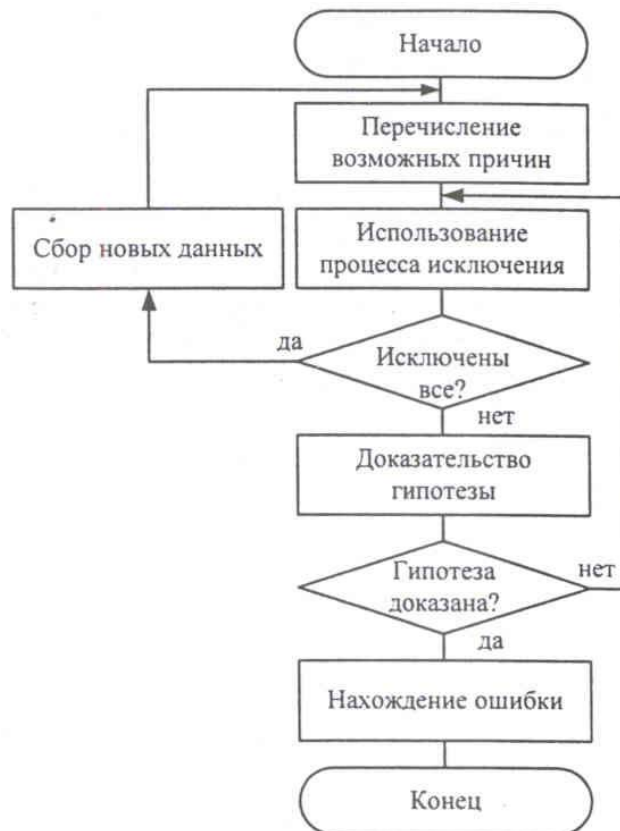 Начало
Перечисление
возможных причин
Сбор новых данных
Использование
процесса исключения
да
Исключены
все?
нет
Доказательство
гипотезы
Гипотеза
доказана?
нет
да
Нахождение ошибки
Конец